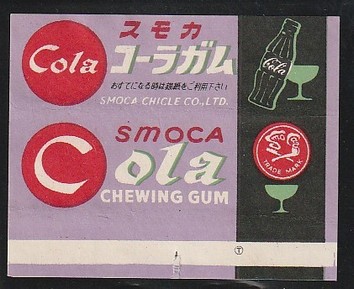 スモカ
Cola
コーラガム
おすてになる時は銀紙をご利用下さい
SMOCA CHICLE CO., LTD.
Cola
SMOCA
Cola
CHEWING GUM
TRADE MARK
T